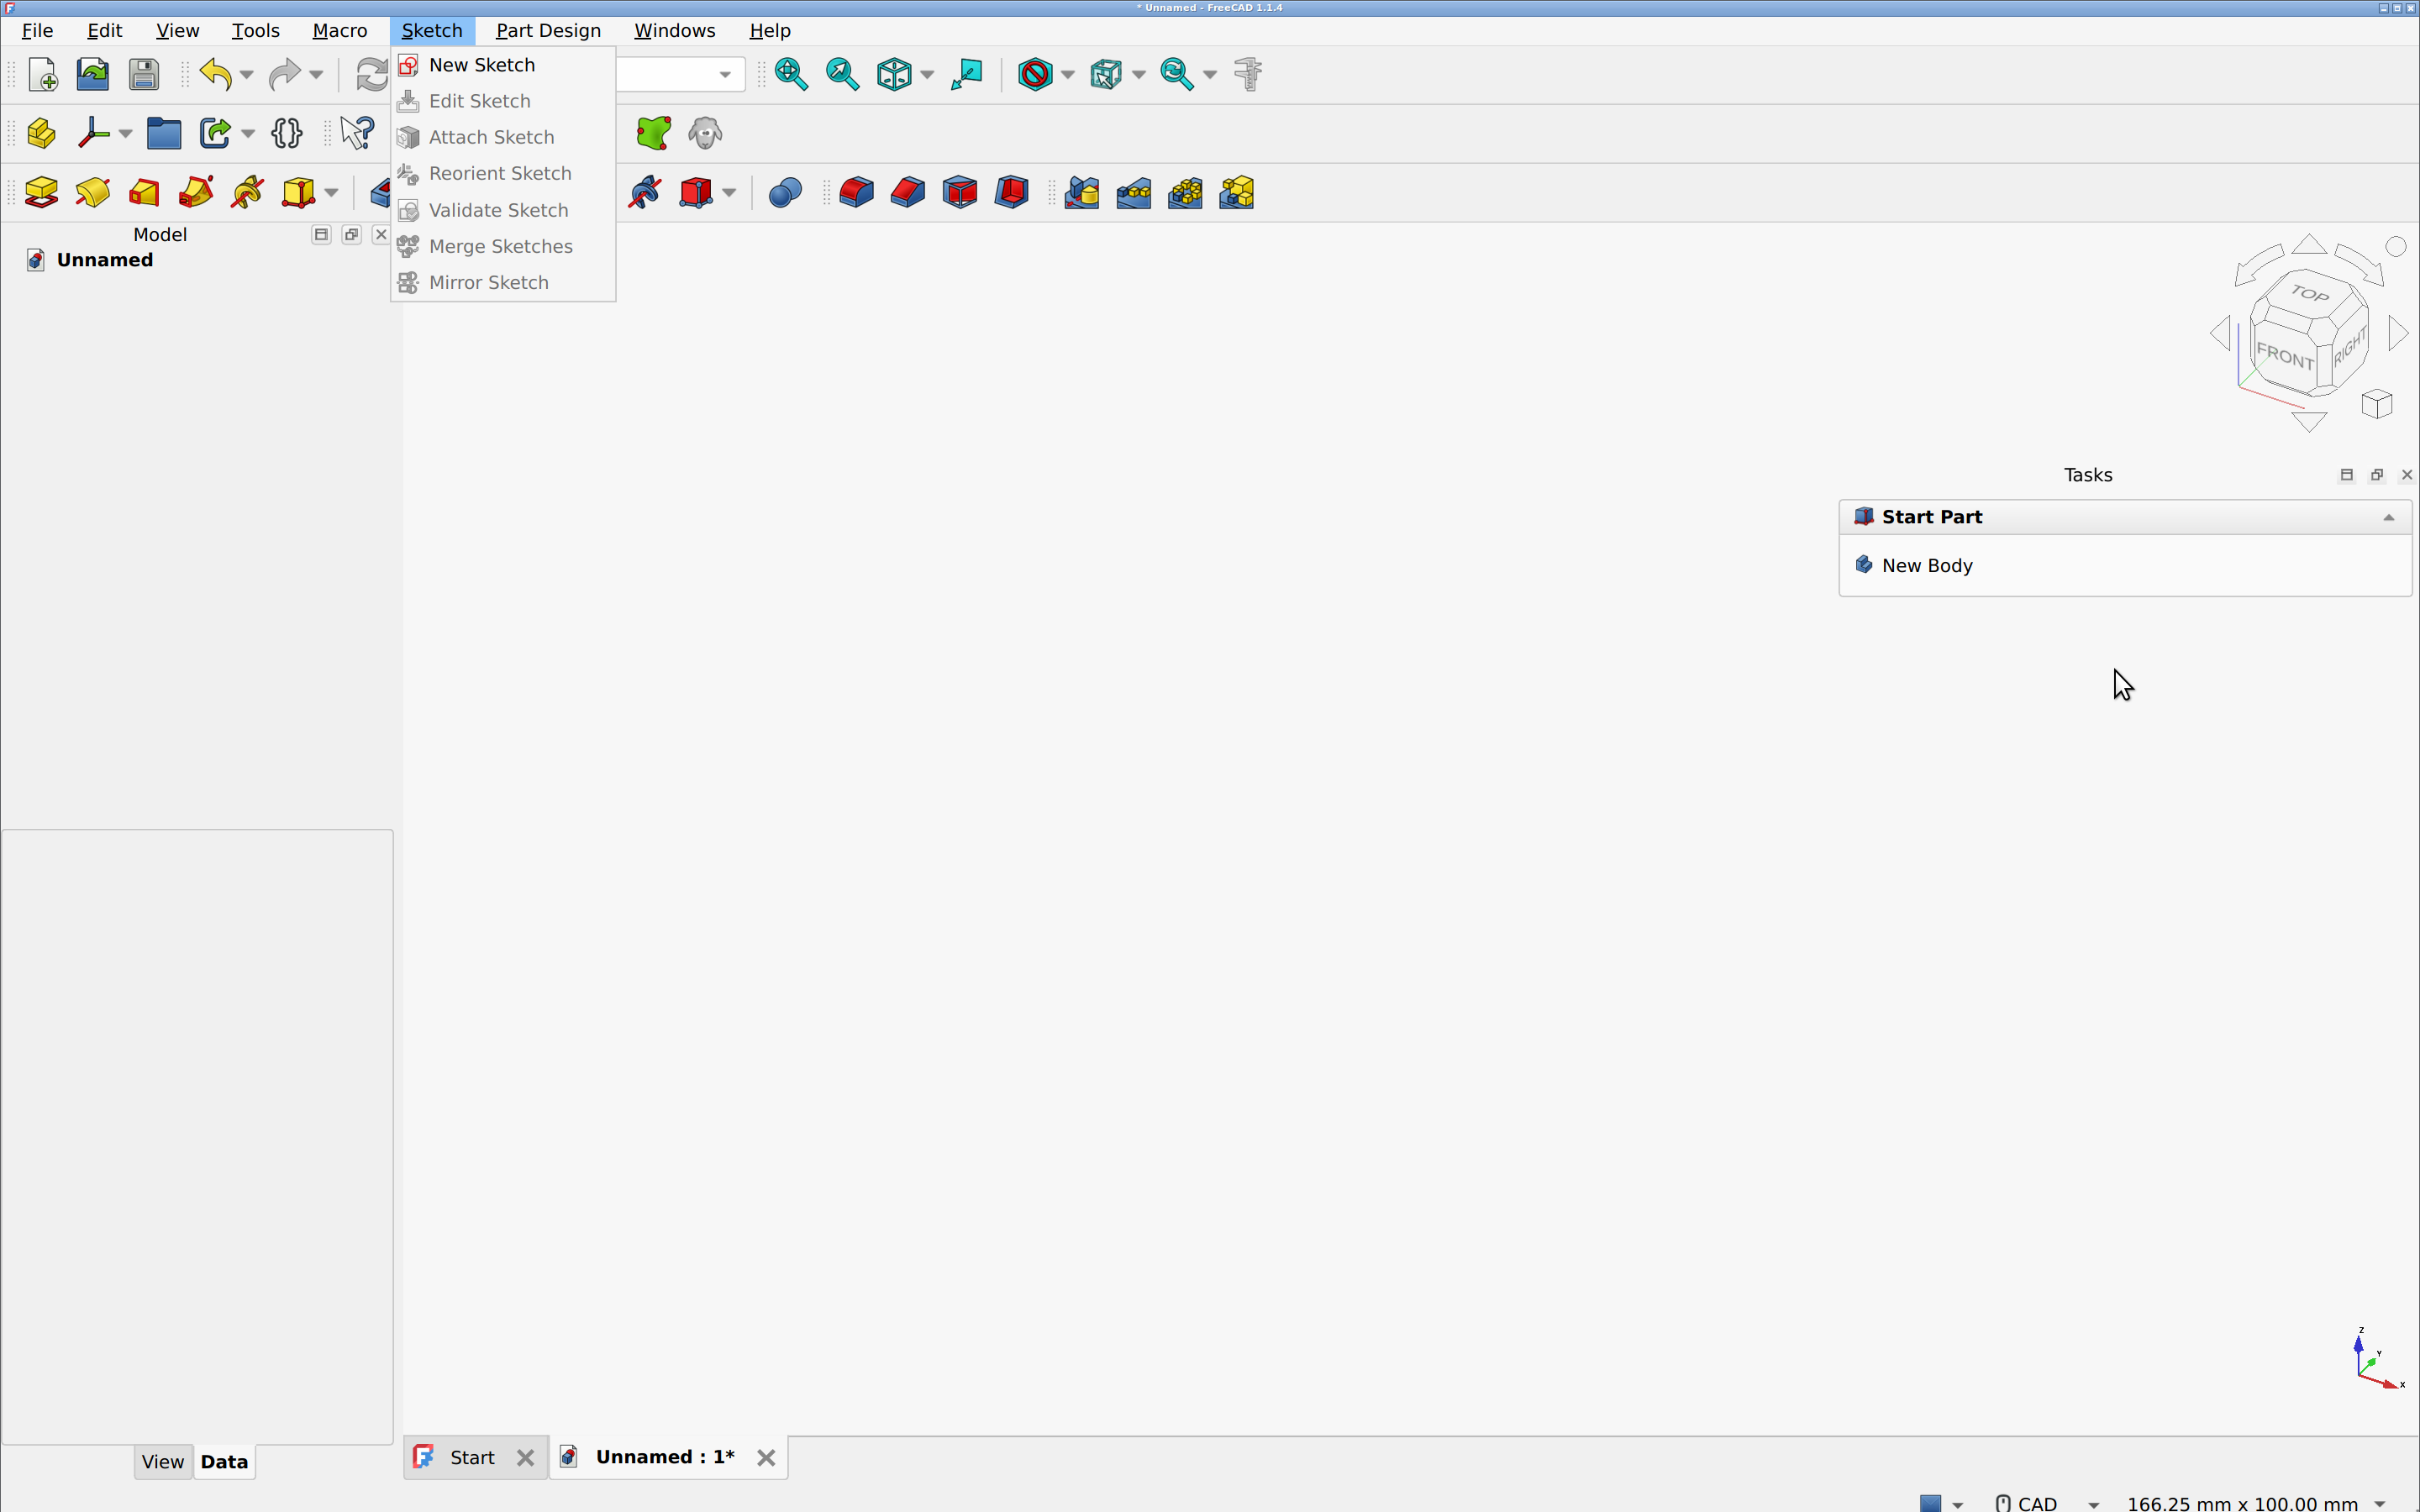 * Unnamed - FreeCAD 1.1.4
File Edit View Tools Macro Sketch Part Design Windows Help
New Sketch
Edit Sketch
Attach Sketch
Reorient Sketch
Validate Sketch
Merge Sketches
Mirror Sketch
Model
Unnamed
TOP
FRONT
RIGHT
Tasks
Start Part
New Body
Z
Y
X
View Data
Start
Unnamed : 1*
CAD
166.25 mm x 100.00 mm